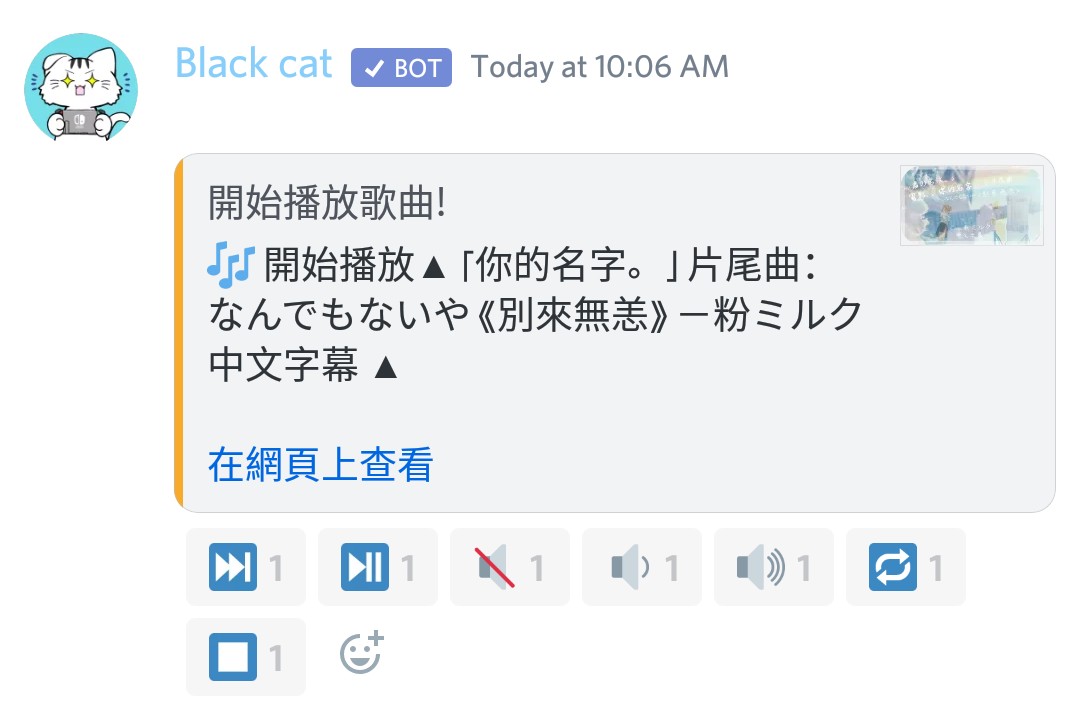 Black cat BOT Today at 10:06 AM
開始播放歌曲!
🎶 開始播放▲「你的名字。」片尾曲：
なんでもないや《別來無恙》－粉ミルク
中文字幕 ▲
在網頁上查看
1 1 1 1 1 1
1